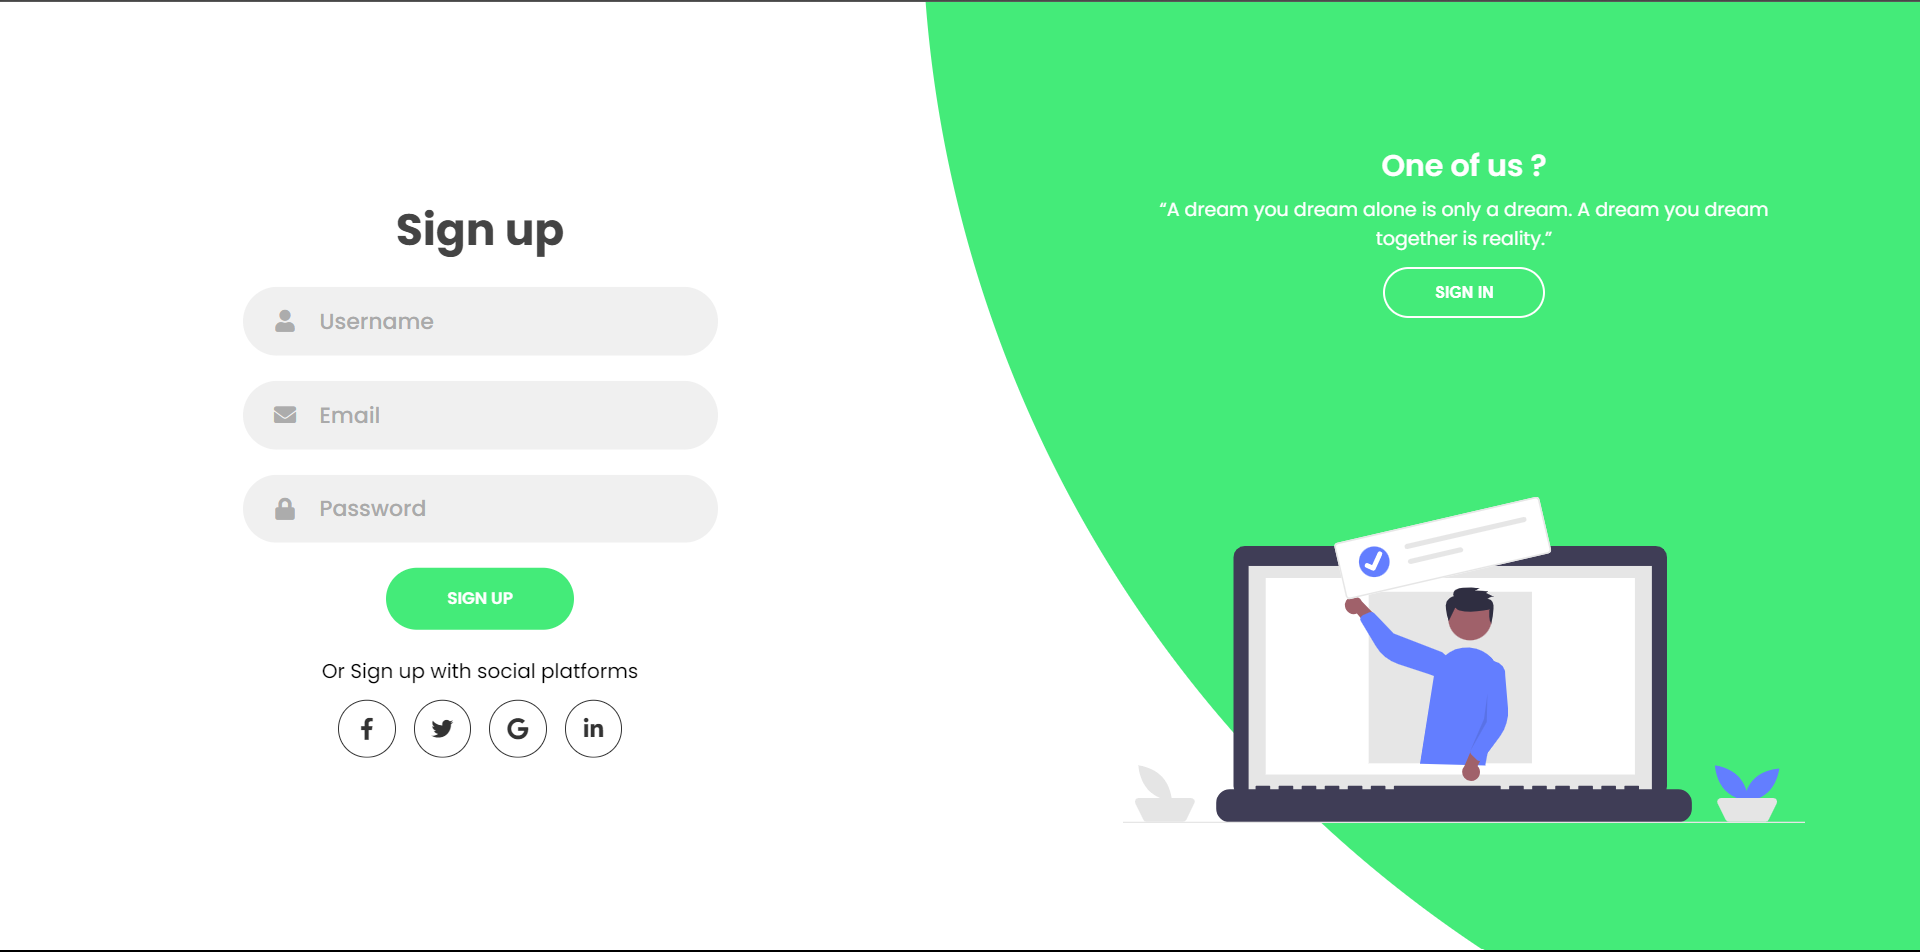 Sign up
Username
Email
Password
SIGN UP
Or Sign up with social platforms
One of us ?
“A dream you dream alone is only a dream. A dream you dream
together is reality.”
SIGN IN